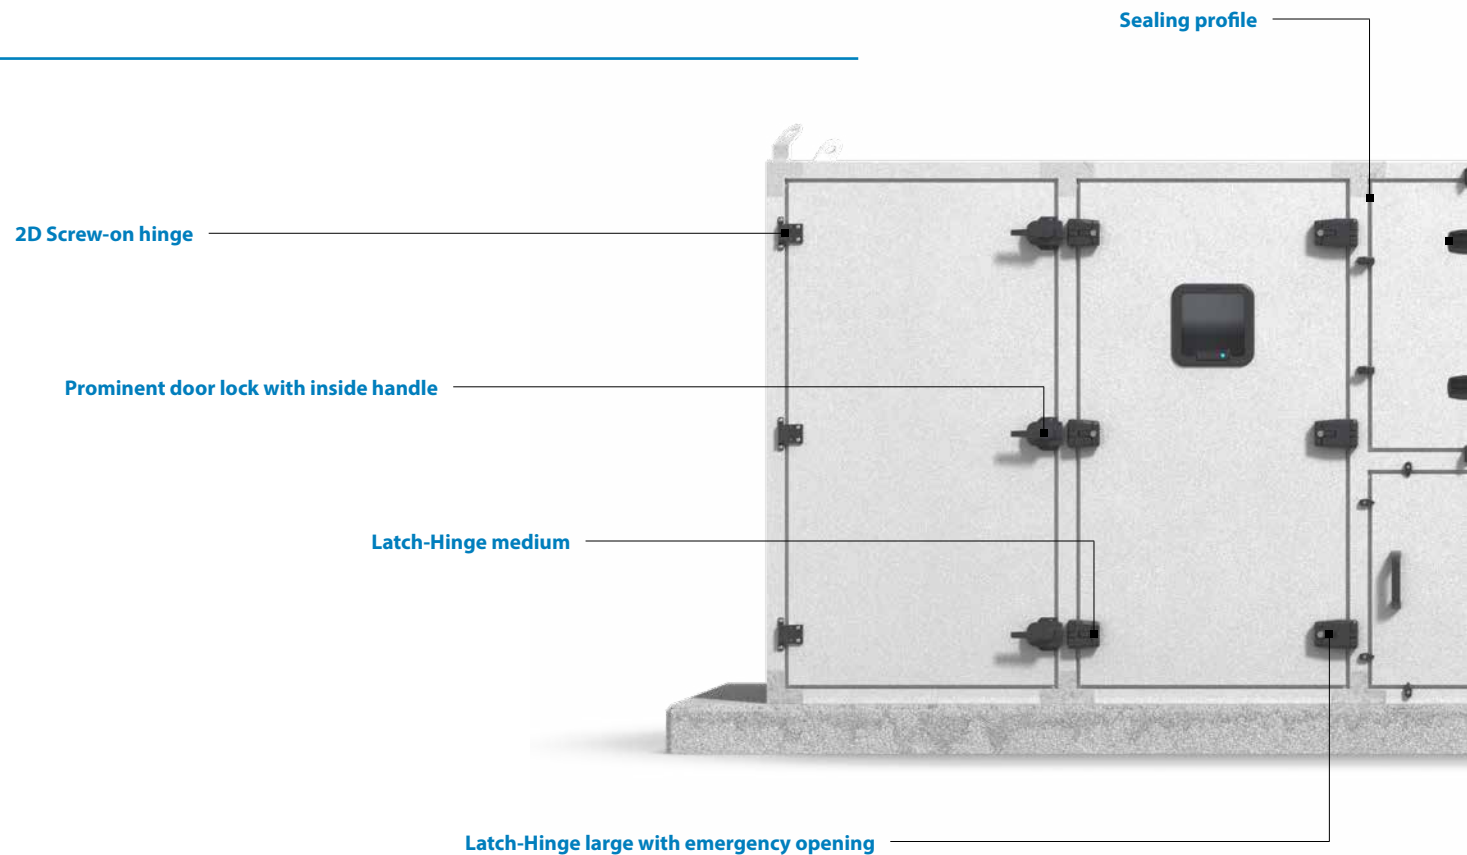 Sealing profile
2D Screw-on hinge
Prominent door lock with inside handle
Latch-Hinge medium
Latch-Hinge large with emergency opening